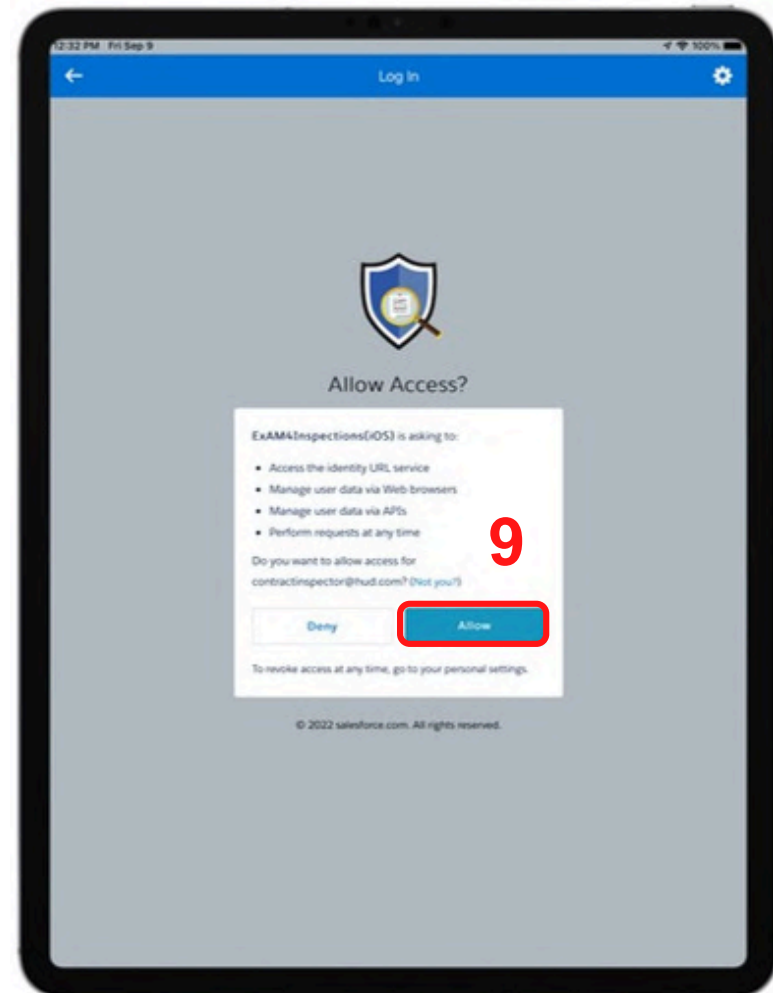 12:32 PM Fri Sep 9
100%
Log In
Allow Access?
ExAM4Inspections(iOS) is asking to:
• Access the identity URL service
• Manage user data via Web browsers
• Manage user data via APIs
• Perform requests at any time
9
Do you want to allow access for
contractinspector@hud.com? (Not you?)
Deny
Allow
To revoke access at any time, go to your personal settings.
© 2022 salesforce.com. All rights reserved.